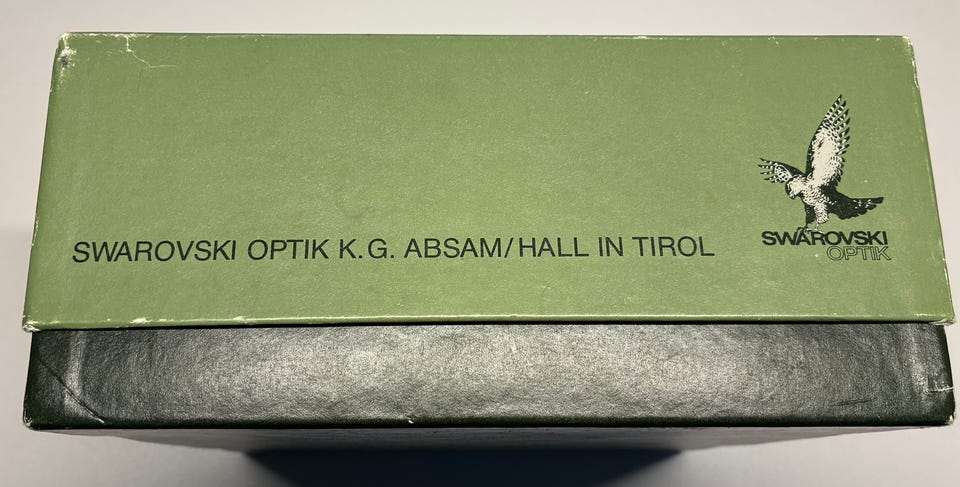 SWAROVSKI OPTIK K.G. ABSAM/HALL IN TIROL
SWAROVSKI
OPTIK